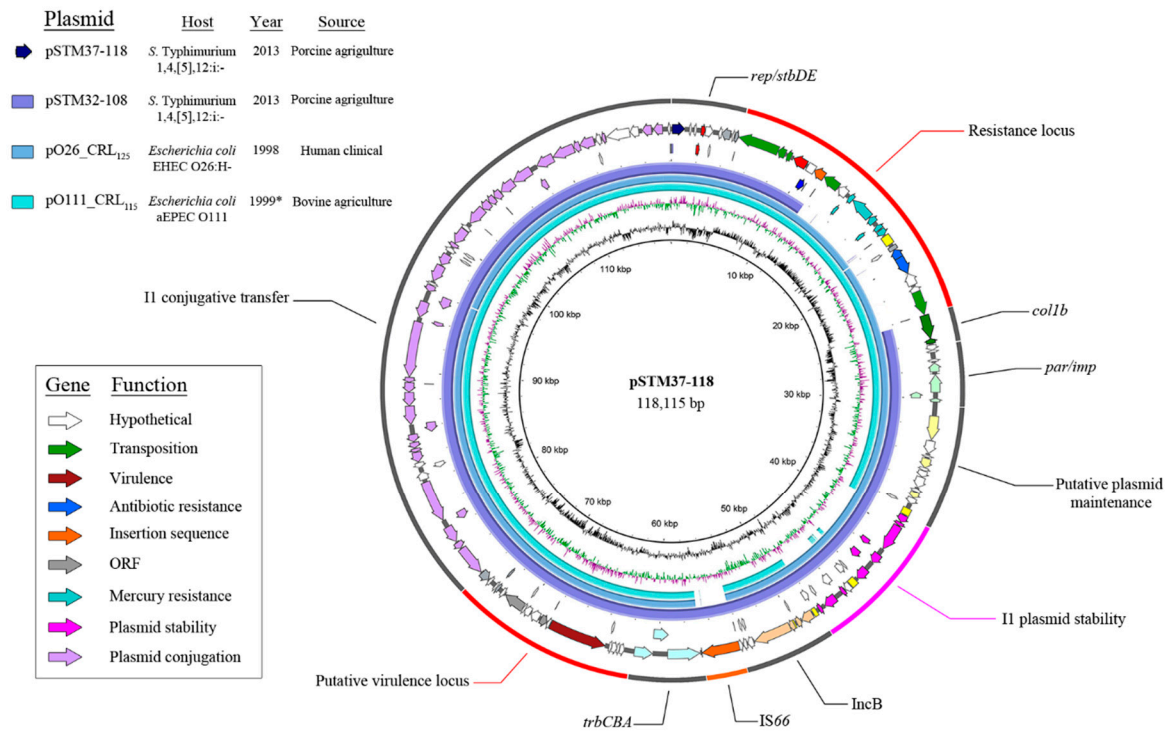 Plasmid Host Year Source
pSTM37-118 S. Typhimurium 2013 Porcine agriculture
1,4,[5],12:i:-
pSTM32-108 S. Typhimurium 2013 Porcine agrigulture
1,4,[5],12:i:-
pO26_CRL125 Escherichia coli 1998 Human clinical
EHEC O26:H-
pO111_CRL115 Escherichia coli 1999* Bovine agriculture
aEPEC O111
rep/stbDE
Resistance locus
col1b
par/imp
Putative plasmid
maintenance
I1 plasmid stability
IncB
IS66
trbCBA
Putative virulence locus
I1 conjugative transfer
10 kbp
20 kbp
30 kbp
40 kbp
50 kbp
60 kbp
70 kbp
80 kbp
90 kbp
100 kbp
110 kbp
pSTM37-118
118,115 bp
Gene Function
Hypothetical
Transposition
Virulence
Antibiotic resistance
Insertion sequence
ORF
Mercury resistance
Plasmid stability
Plasmid conjugation